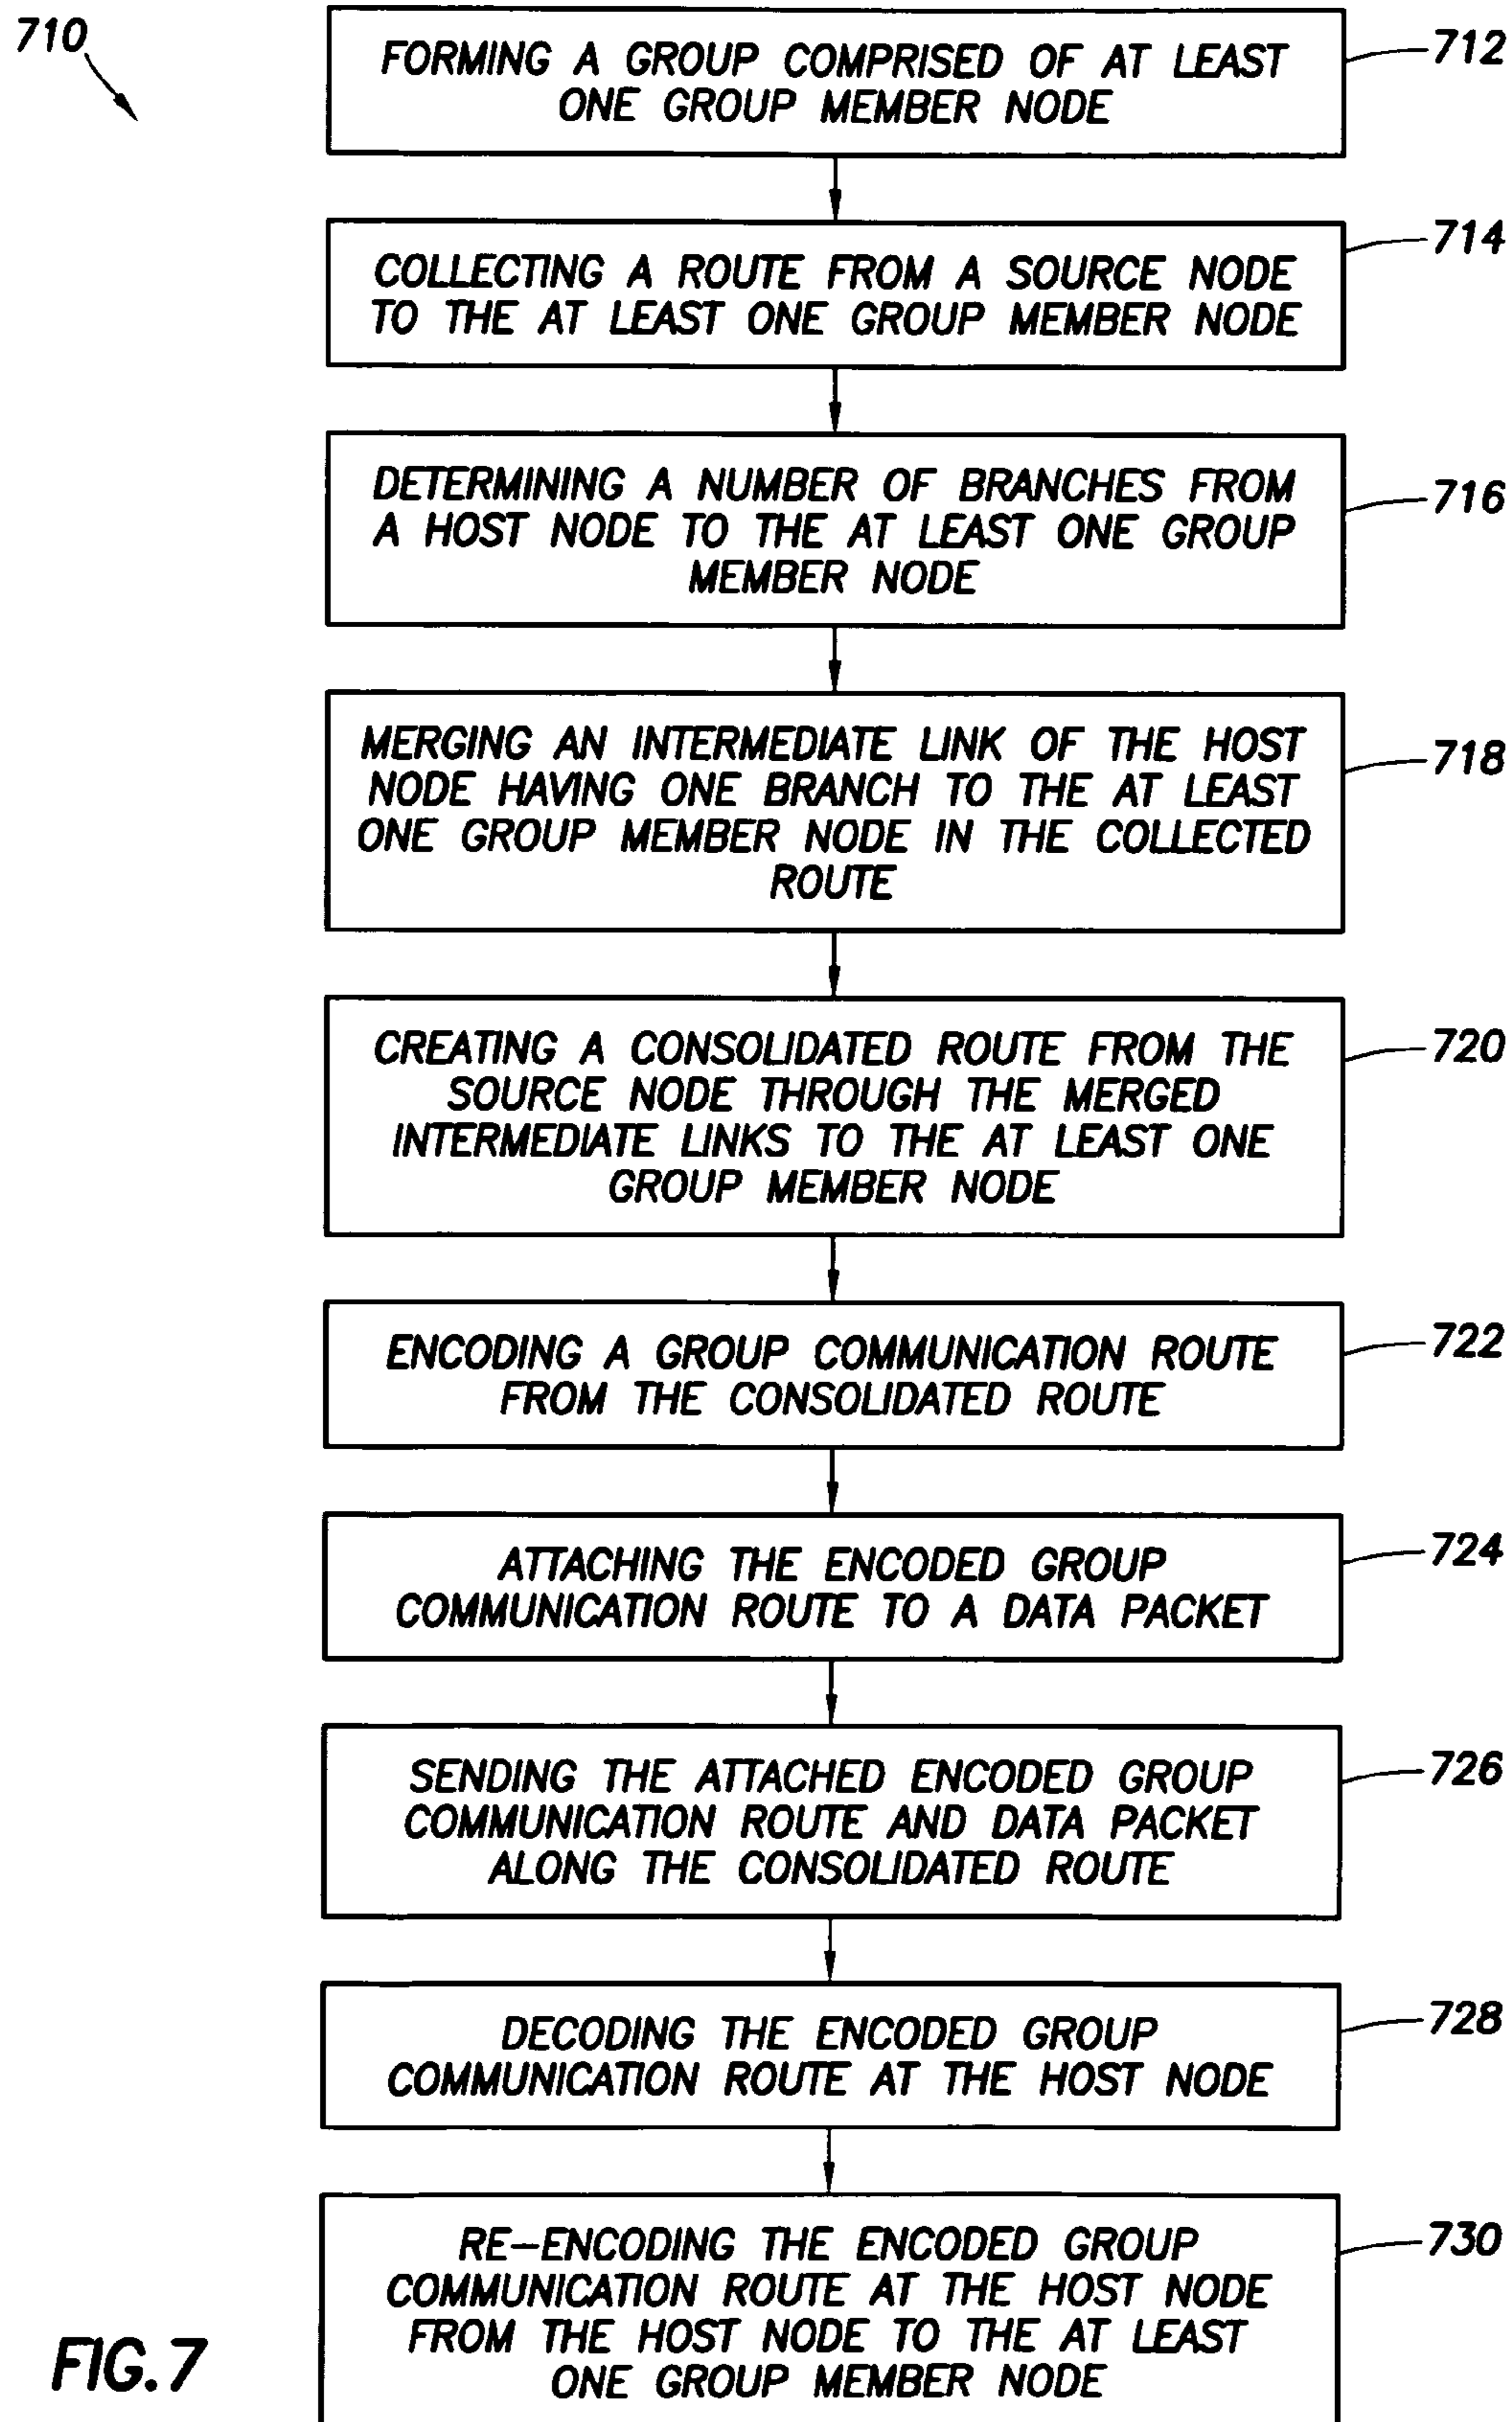 710
FORMING A GROUP COMPRISED OF AT LEAST
ONE GROUP MEMBER NODE
712
COLLECTING A ROUTE FROM A SOURCE NODE
TO THE AT LEAST ONE GROUP MEMBER NODE
714
DETERMINING A NUMBER OF BRANCHES FROM
A HOST NODE TO THE AT LEAST ONE GROUP
MEMBER NODE
716
MERGING AN INTERMEDIATE LINK OF THE HOST
NODE HAVING ONE BRANCH TO THE AT LEAST
ONE GROUP MEMBER NODE IN THE COLLECTED
ROUTE
718
CREATING A CONSOLIDATED ROUTE FROM THE
SOURCE NODE THROUGH THE MERGED
INTERMEDIATE LINKS TO THE AT LEAST ONE
GROUP MEMBER NODE
720
ENCODING A GROUP COMMUNICATION ROUTE
FROM THE CONSOLIDATED ROUTE
722
ATTACHING THE ENCODED GROUP
COMMUNICATION ROUTE TO A DATA PACKET
724
SENDING THE ATTACHED ENCODED GROUP
COMMUNICATION ROUTE AND DATA PACKET
ALONG THE CONSOLIDATED ROUTE
726
DECODING THE ENCODED GROUP
COMMUNICATION ROUTE AT THE HOST NODE
728
RE-ENCODING THE ENCODED GROUP
COMMUNICATION ROUTE AT THE HOST NODE
FROM THE HOST NODE TO THE AT LEAST
ONE GROUP MEMBER NODE
730
FIG.7